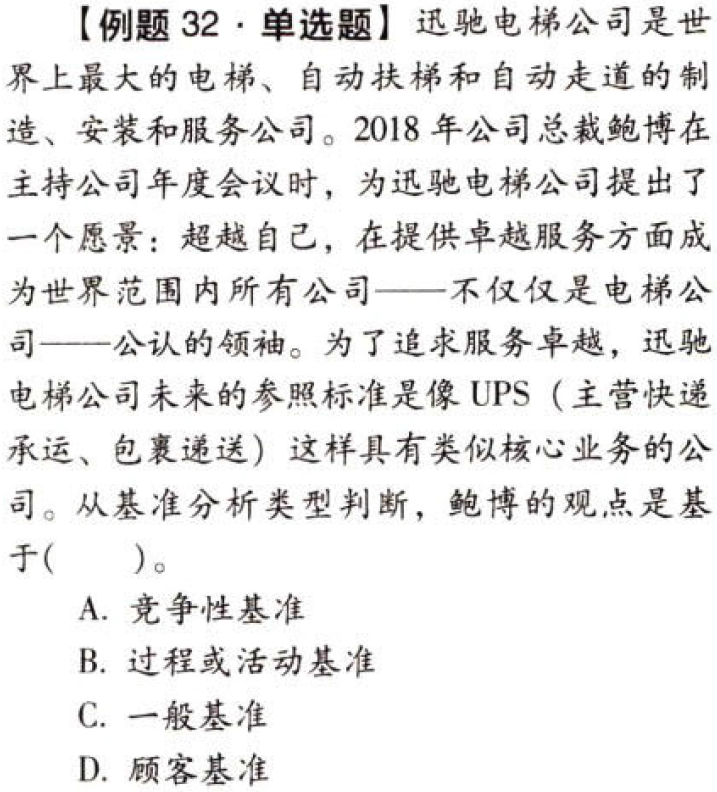 【例题 32·单选题】迅驰电梯公司是世
界上最大的电梯、自动扶梯和自动走道的制
造、安装和服务公司。2018 年公司总裁鲍博在
主持公司年度会议时，为迅驰电梯公司提出了
一个愿景：超越自己，在提供卓越服务方面成
为世界范围内所有公司——不仅仅是电梯公
司——公认的领袖。为了追求服务卓越，迅驰
电梯公司未来的参照标准是像 UPS（主营快递
承运、包裹递送）这样具有类似核心业务的公
司。从基准分析类型判断，鲍博的观点是基
于(　　)。
A. 竞争性基准
B. 过程或活动基准
C. 一般基准
D. 顾客基准